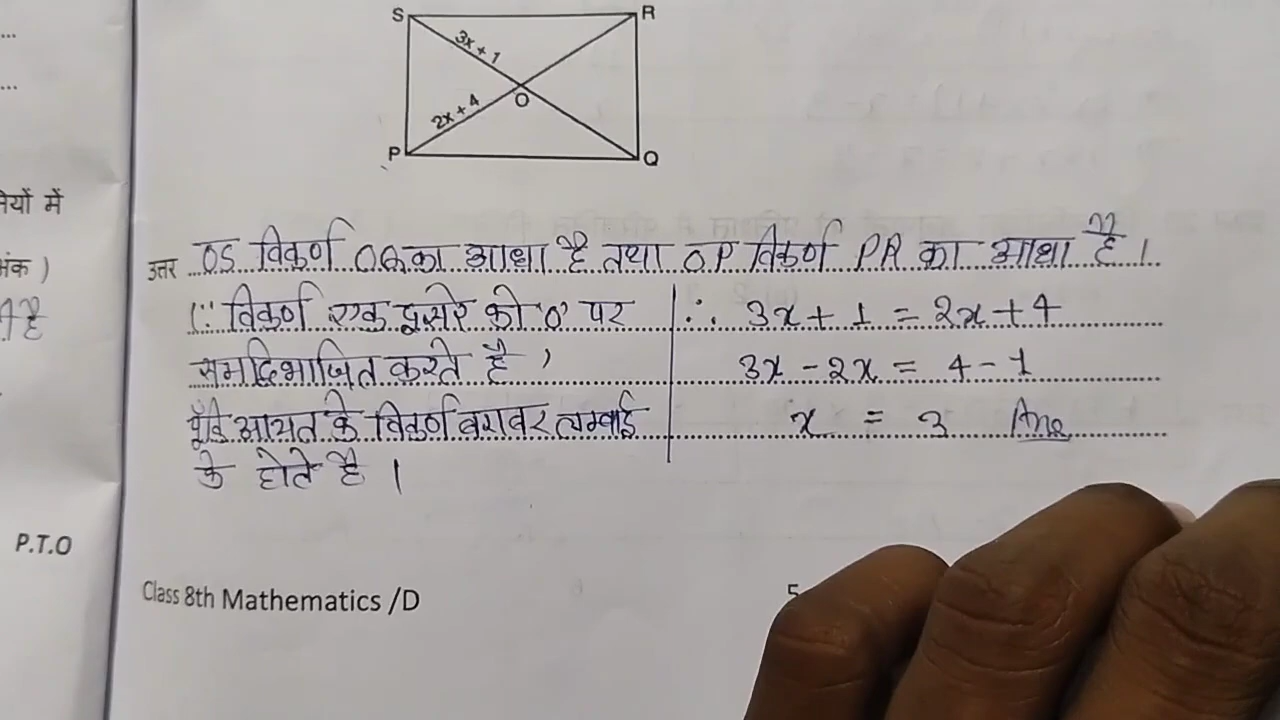 S
R
3x + 1
2x + 4
O
P
Q
...
...
में
उत्तर OS विकर्ण OQ का आधा है तथा OP विकर्ण PR का आधा है ।
(∵ विकर्ण एक दूसरे को 'O' पर
समद्विभाजित करते है ,
चूँकि आयत के विकर्ण बराबर लम्बाई
के होते है ।
∴ 3x + 1 = 2x + 4
3x - 2x = 4 - 1
x = 3 Ans
है
P.T.O
Class 8th Mathematics /D
5